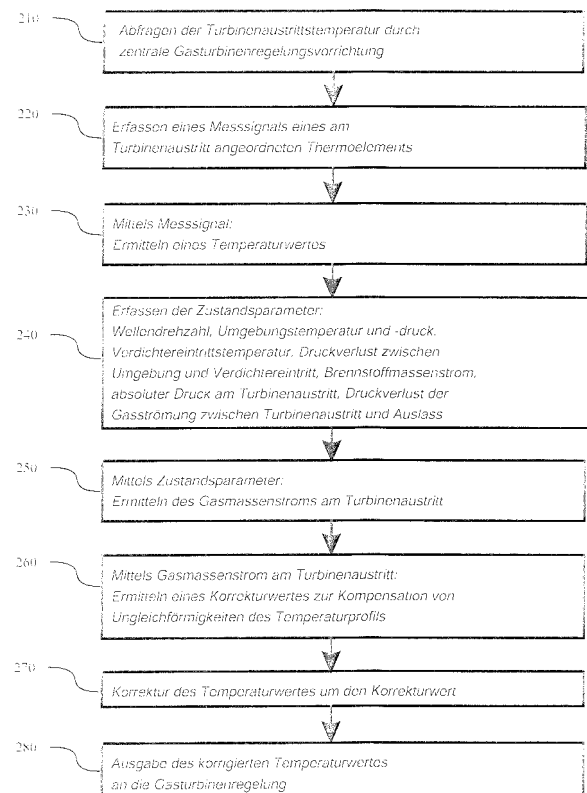 210
Abfragen der Turbinenaustrittstemperatur durch
zentrale Gasturbinenregelungsvorrichtung
220
Erfassen eines Messsignals eines am
Turbinenaustritt angeordneten Thermoelements
230
Mittels Messsignal:
Ermitteln eines Temperaturwertes
240
Erfassen der Zustandsparameter:
Wellendrehzahl, Umgebungstemperatur und -druck,
Verdichtereintrittstemperatur, Druckverlust zwischen
Umgebung und Verdichtereintritt, Brennstoffmassenstrom,
absoluter Druck am Turbinenaustritt, Druckverlust der
Gasströmung zwischen Turbinenaustritt und Auslass
250
Mittels Zustandsparameter:
Ermitteln des Gasmassenstroms am Turbinenaustritt
260
Mittels Gasmassenstrom am Turbinenaustritt:
Ermitteln eines Korrekturwertes zur Kompensation von
Ungleichförmigkeiten des Temperaturprofils
270
Korrektur des Temperaturwertes um den Korrekturwert
280
Ausgabe des korrigierten Temperaturwertes
an die Gasturbinenregelung